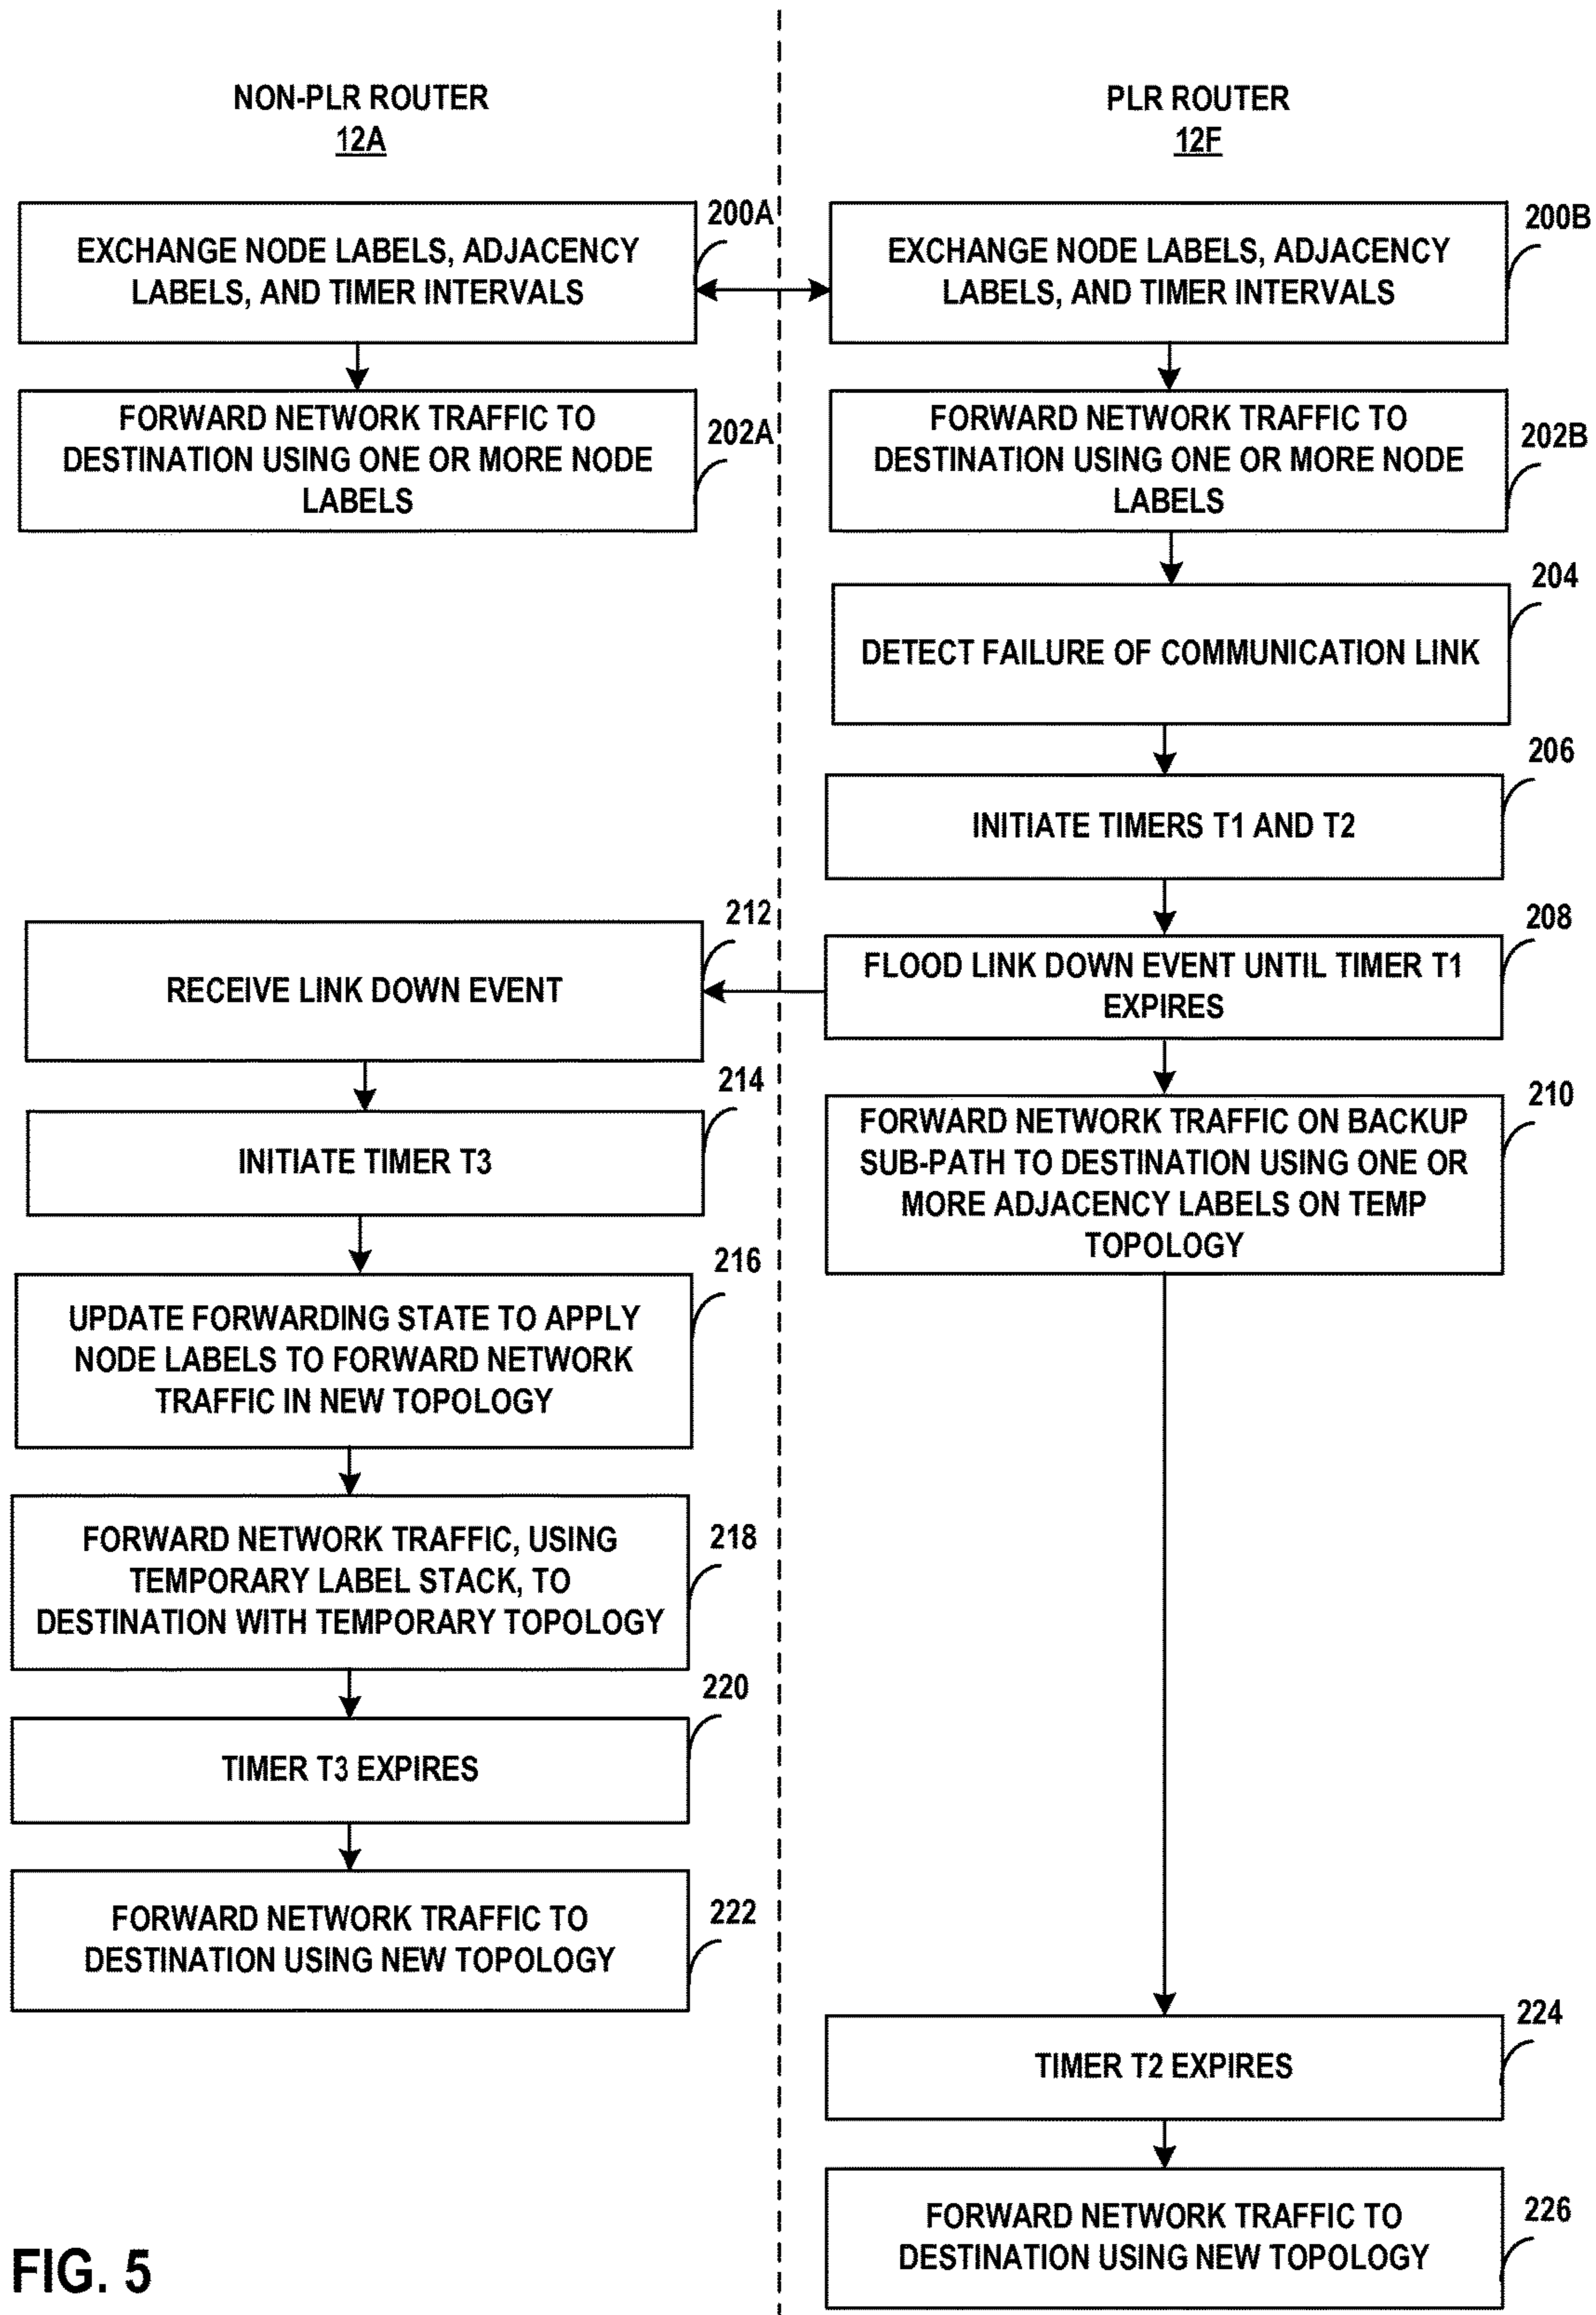 NON-PLR ROUTER
12A
PLR ROUTER
12F
200A
EXCHANGE NODE LABELS, ADJACENCY
LABELS, AND TIMER INTERVALS
200B
EXCHANGE NODE LABELS, ADJACENCY
LABELS, AND TIMER INTERVALS
202A
FORWARD NETWORK TRAFFIC TO
DESTINATION USING ONE OR MORE NODE
LABELS
202B
FORWARD NETWORK TRAFFIC TO
DESTINATION USING ONE OR MORE NODE
LABELS
204
DETECT FAILURE OF COMMUNICATION LINK
206
INITIATE TIMERS T1 AND T2
208
FLOOD LINK DOWN EVENT UNTIL TIMER T1
EXPIRES
212
RECEIVE LINK DOWN EVENT
210
FORWARD NETWORK TRAFFIC ON BACKUP
SUB-PATH TO DESTINATION USING ONE OR
MORE ADJACENCY LABELS ON TEMP
TOPOLOGY
214
INITIATE TIMER T3
216
UPDATE FORWARDING STATE TO APPLY
NODE LABELS TO FORWARD NETWORK
TRAFFIC IN NEW TOPOLOGY
218
FORWARD NETWORK TRAFFIC, USING
TEMPORARY LABEL STACK, TO
DESTINATION WITH TEMPORARY TOPOLOGY
220
TIMER T3 EXPIRES
222
FORWARD NETWORK TRAFFIC TO
DESTINATION USING NEW TOPOLOGY
224
TIMER T2 EXPIRES
226
FORWARD NETWORK TRAFFIC TO
DESTINATION USING NEW TOPOLOGY
FIG. 5